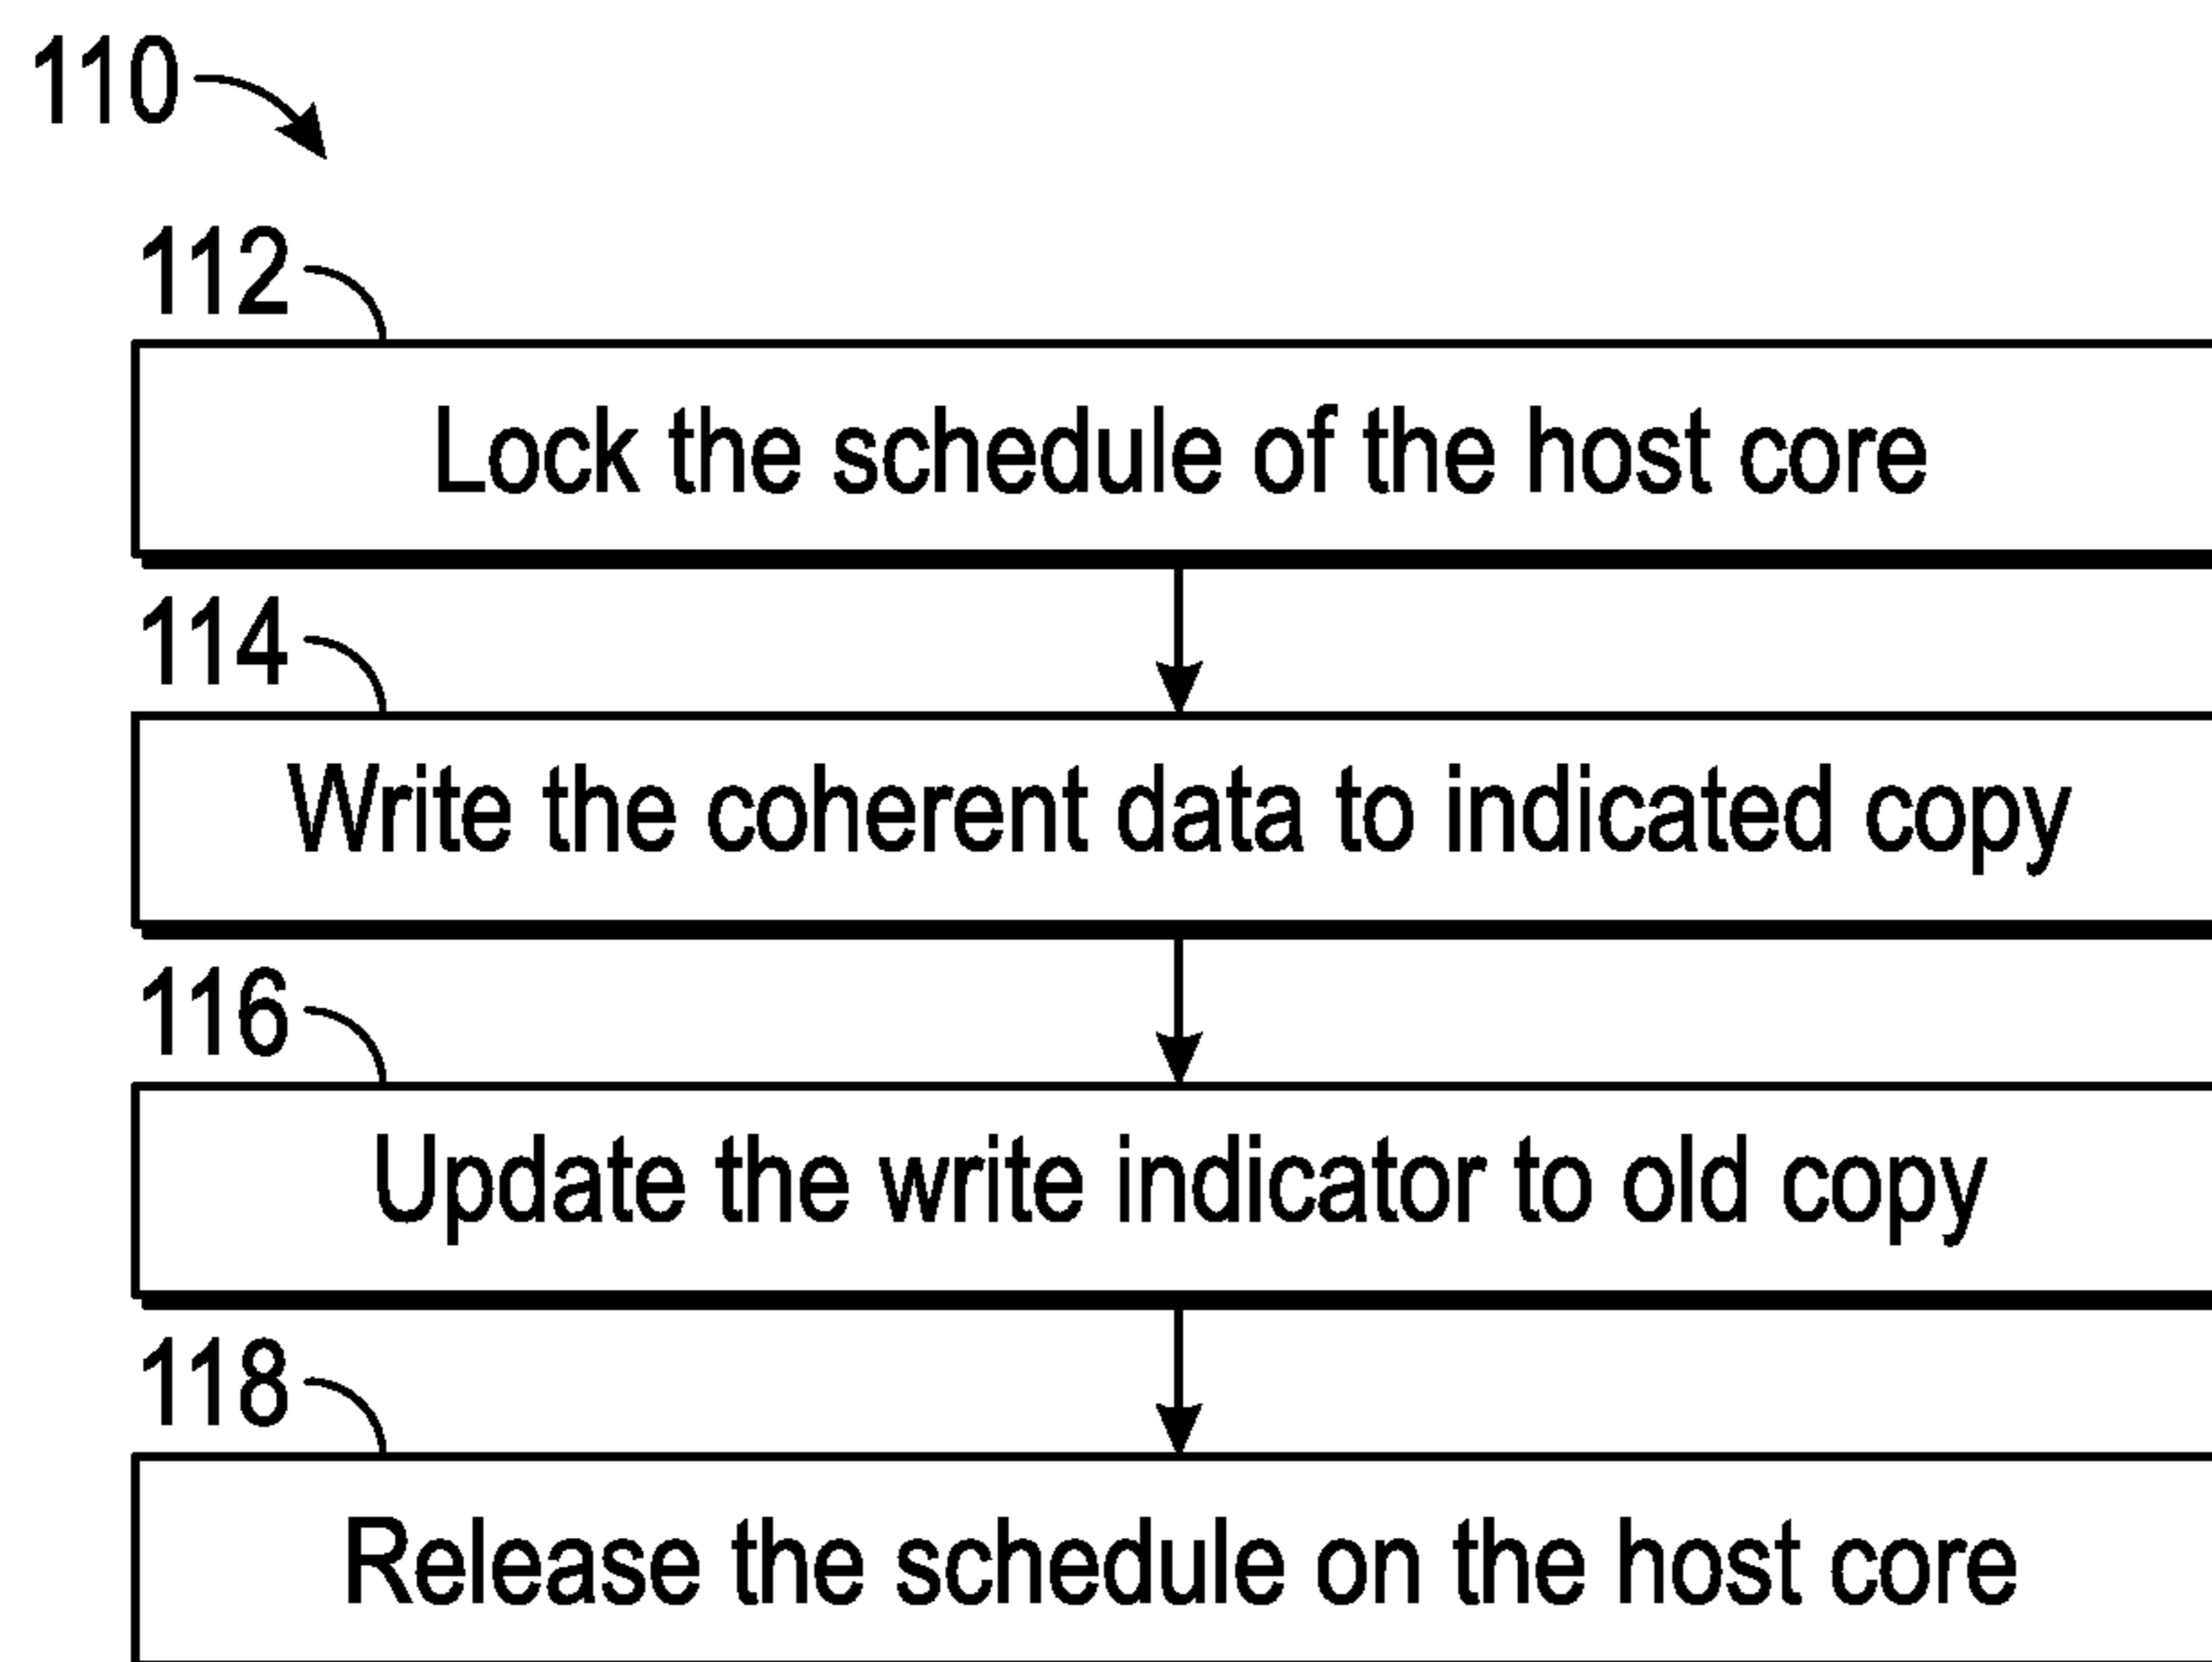 110
112
Lock the schedule of the host core
114
Write the coherent data to indicated copy
116
Update the write indicator to old copy
118
Release the schedule on the host core